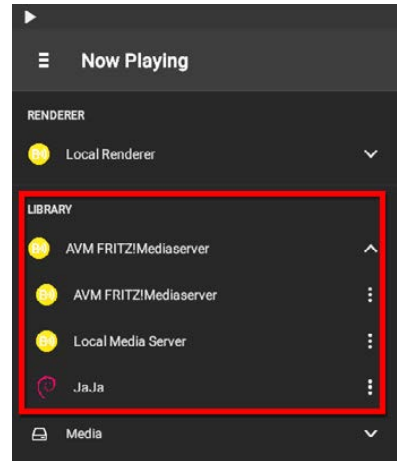 Now Playing
RENDERER
Local Renderer
LIBRARY
AVM FRITZ!Mediaserver
AVM FRITZ!Mediaserver
Local Media Server
JaJa
Media